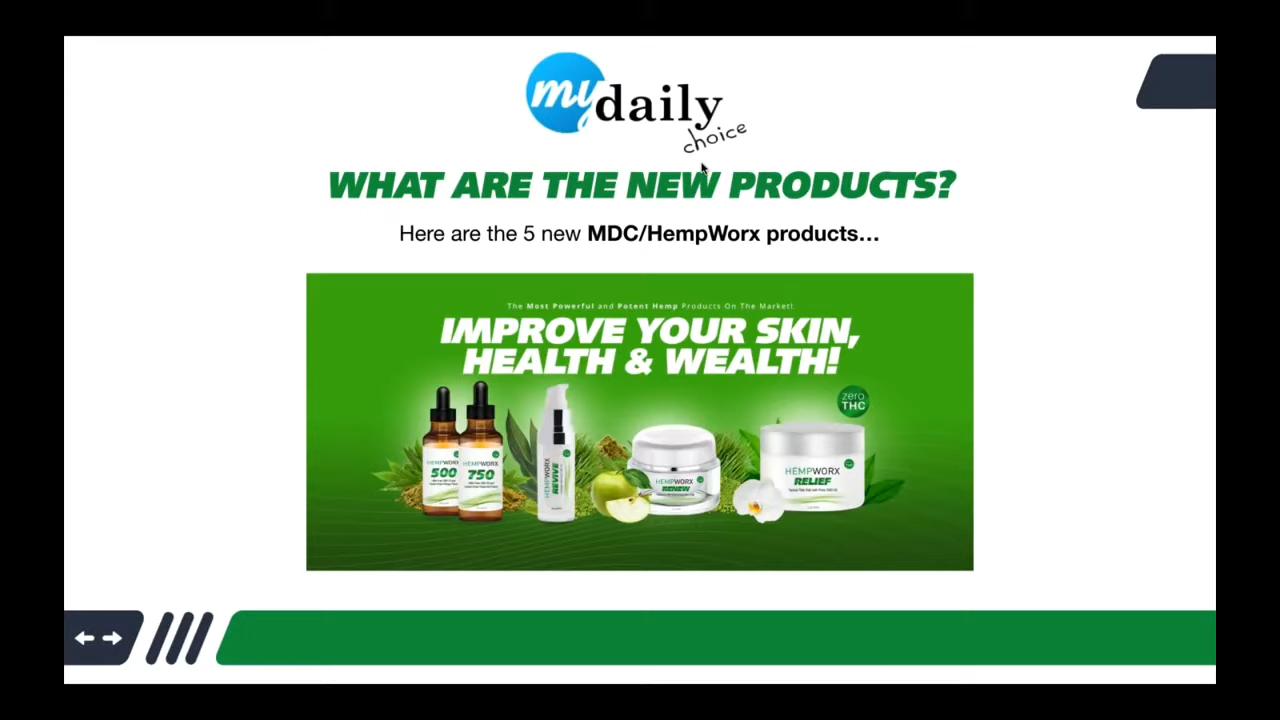 my daily
choice
WHAT ARE THE NEW PRODUCTS?
Here are the 5 new MDC/HempWorx products...
The Most Powerful and Potent Hemp Products On The Market!
IMPROVE YOUR SKIN,
HEALTH & WEALTH!
zero
THC
HEMPWORX
500
HEMPWORX
750
HEMPWORX
REVIVE
HEMPWORX
RENEW
HEMPWORX
RELIEF